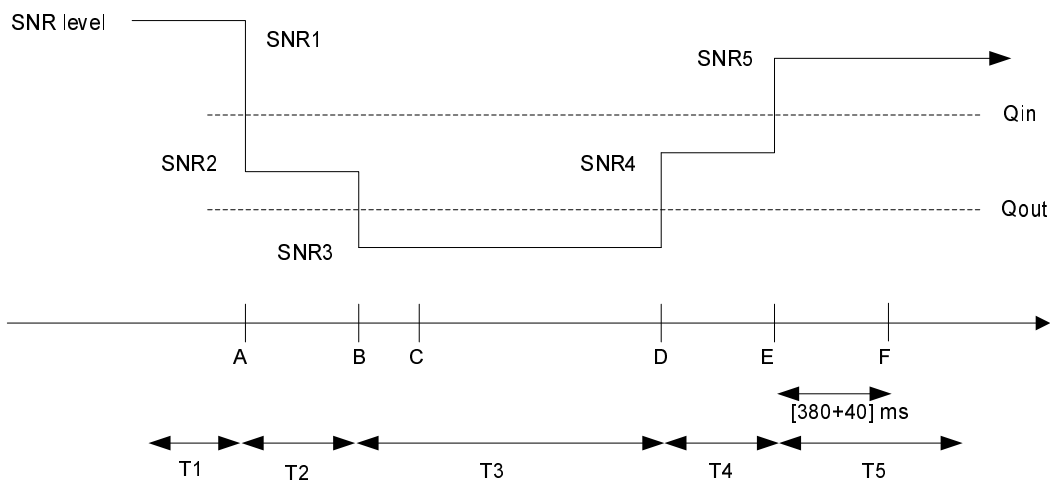 SNR level
SNR1
SNR5
Qin
SNR2
SNR4
Qout
SNR3
A
B
C
D
E
F
[380+40] ms
T1
T2
T3
T4
T5